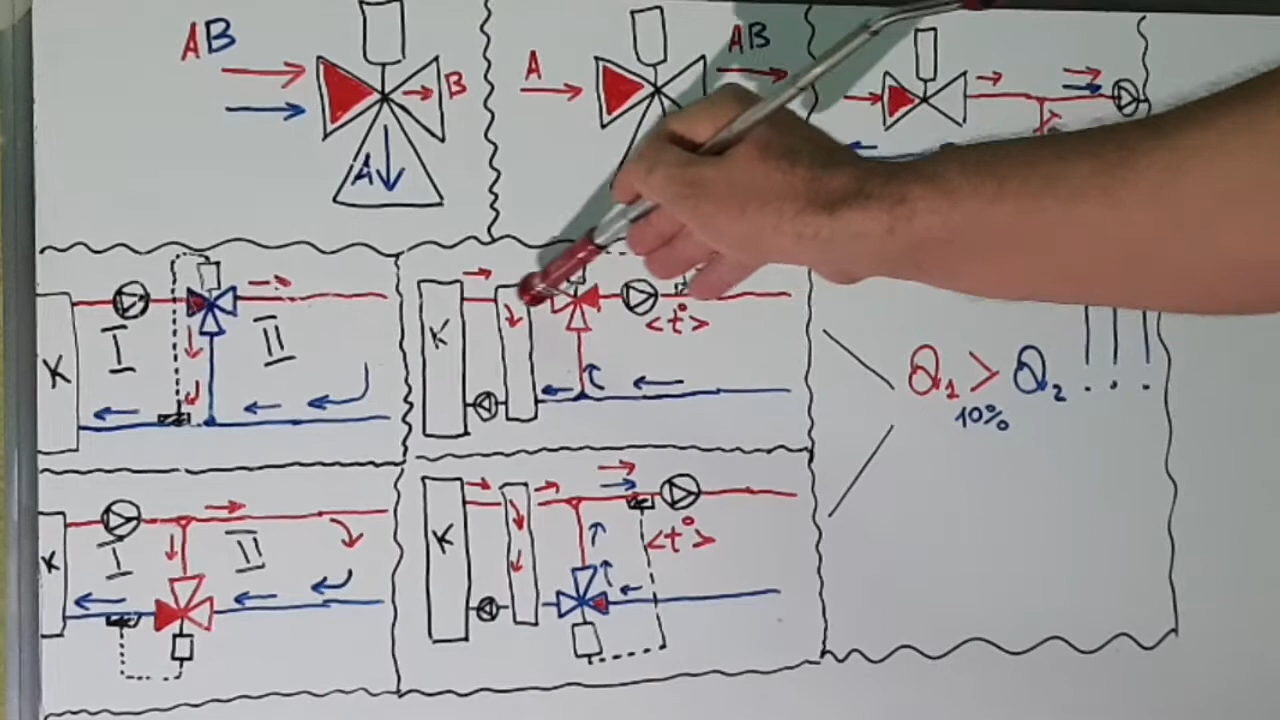 AB
B
A
A
AB
K
I
II
K
<t°>
Q₁ > Q₂ . . .
10%
K
I
II
K
<t°>